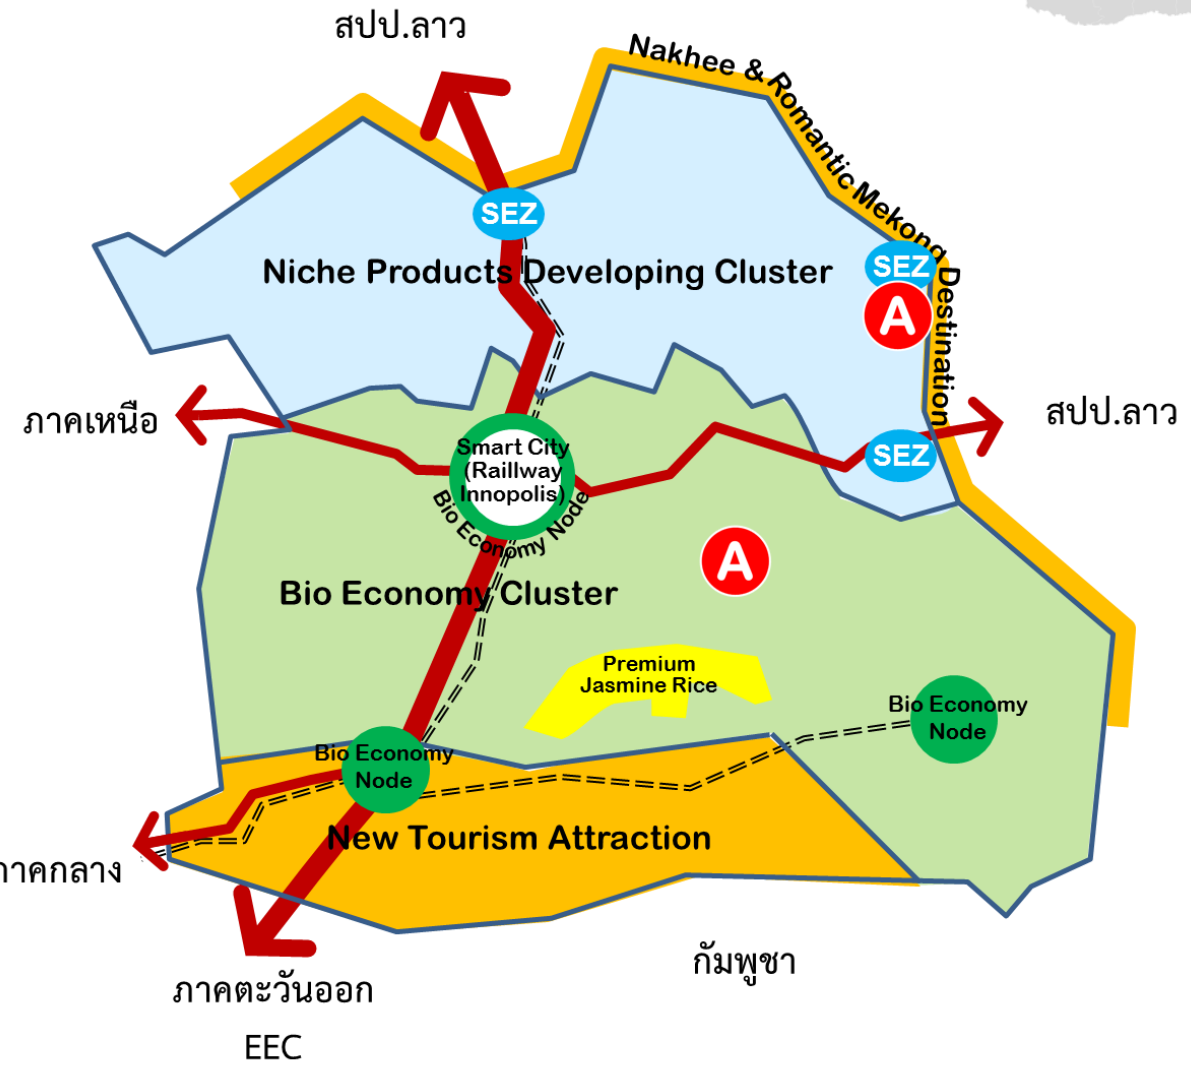 สปป.ลาว
Nakhee & Romantic Mekong Destination
SEZ
Niche Products Developing Cluster
SEZ
A
ภาคเหนือ
สปป.ลาว
Smart City
(Raillway
Innopolis)
Bio Economy Node
SEZ
A
Bio Economy Cluster
Premium
Jasmine Rice
Bio Economy
Node
Bio Economy
Node
New Tourism Attraction
ภาคกลาง
กัมพูชา
ภาคตะวันออก
EEC